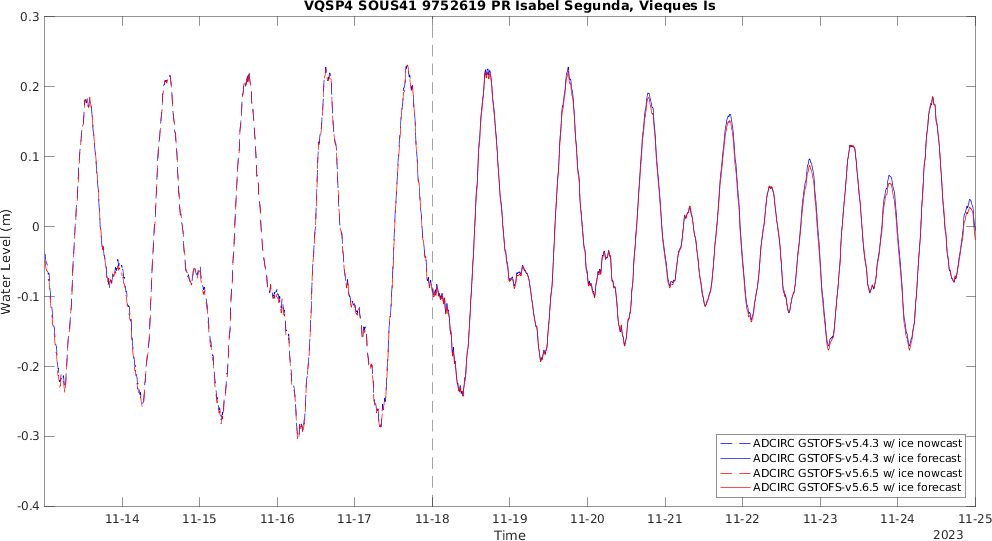 VQSP4 SOUS41 9752619 PR Isabel Segunda, Vieques Is
0.3
0.2
0.1
0
-0.1
-0.2
-0.3
-0.4
Water Level (m)
ADCIRC GSTOFS-v5.4.3 w/ ice nowcast
ADCIRC GSTOFS-v5.4.3 w/ ice forecast
ADCIRC GSTOFS-v5.6.5 w/ ice nowcast
ADCIRC GSTOFS-v5.6.5 w/ ice forecast
11-14 11-15 11-16 11-17 11-18 11-19 11-20 11-21 11-22 11-23 11-24 11-25
Time
2023